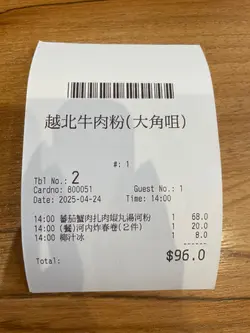 越北牛肉粉(大角咀)
#: 1
Tbl No.: 2
Cardno: 800051 Guest No.: 1
Date: 2025-04-24 Time: 14:00
14:00 蕃茄蟹肉扎肉蝦丸湯河粉 1 68.0
14:00 (餐)河內炸春卷(2件) 1 20.0
14:00 椰汁冰 1 8.0
Total: $96.0